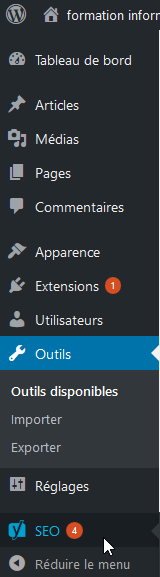 formation inforr
Tableau de bord
Articles
Médias
Pages
Commentaires
Apparence
Extensions 1
Utilisateurs
Outils
Outils disponibles
Importer
Exporter
Réglages
SEO 4
Réduire le menu